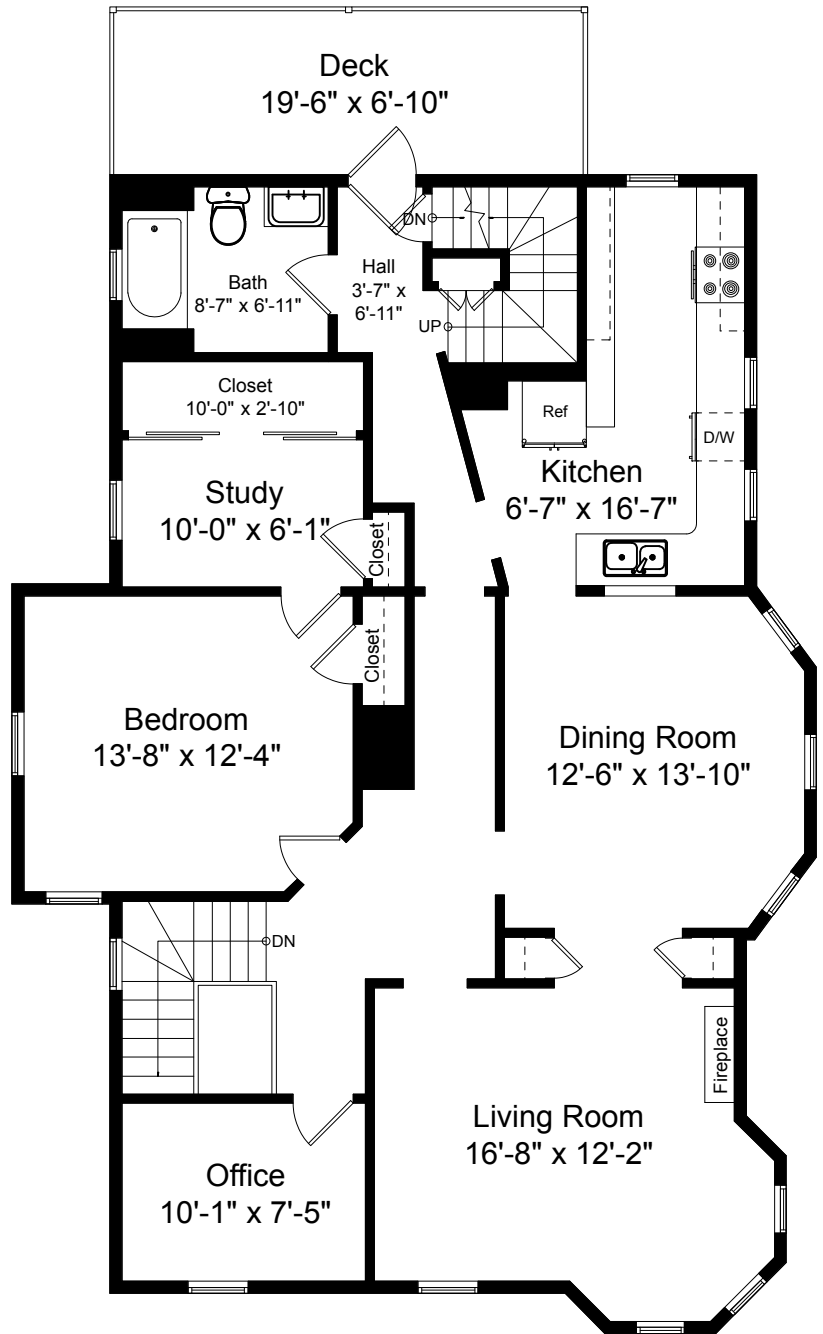 Deck
19'-6" x 6'-10"
DN
Hall
3'-7" x
6'-11"
Bath
8'-7" x 6'-11"
UP
Closet
10'-0" x 2'-10"
Ref
D/W
Kitchen
6'-7" x 16'-7"
Study
10'-0" x 6'-1"
Closet
Closet
Bedroom
13'-8" x 12'-4"
Dining Room
12'-6" x 13'-10"
DN
Fireplace
Living Room
16'-8" x 12'-2"
Office
10'-1" x 7'-5"